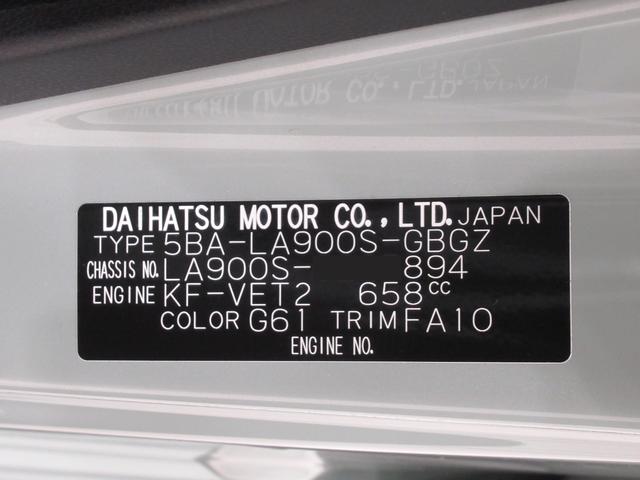 DAIHATSU MOTOR CO., LTD. JAPAN
TYPE 5BA-LA900S-GBGZ
CHASSIS NO. LA900S- 894
ENGINE KF-VET2 658cc
COLOR G61 TRIM FA10
ENGINE NO.